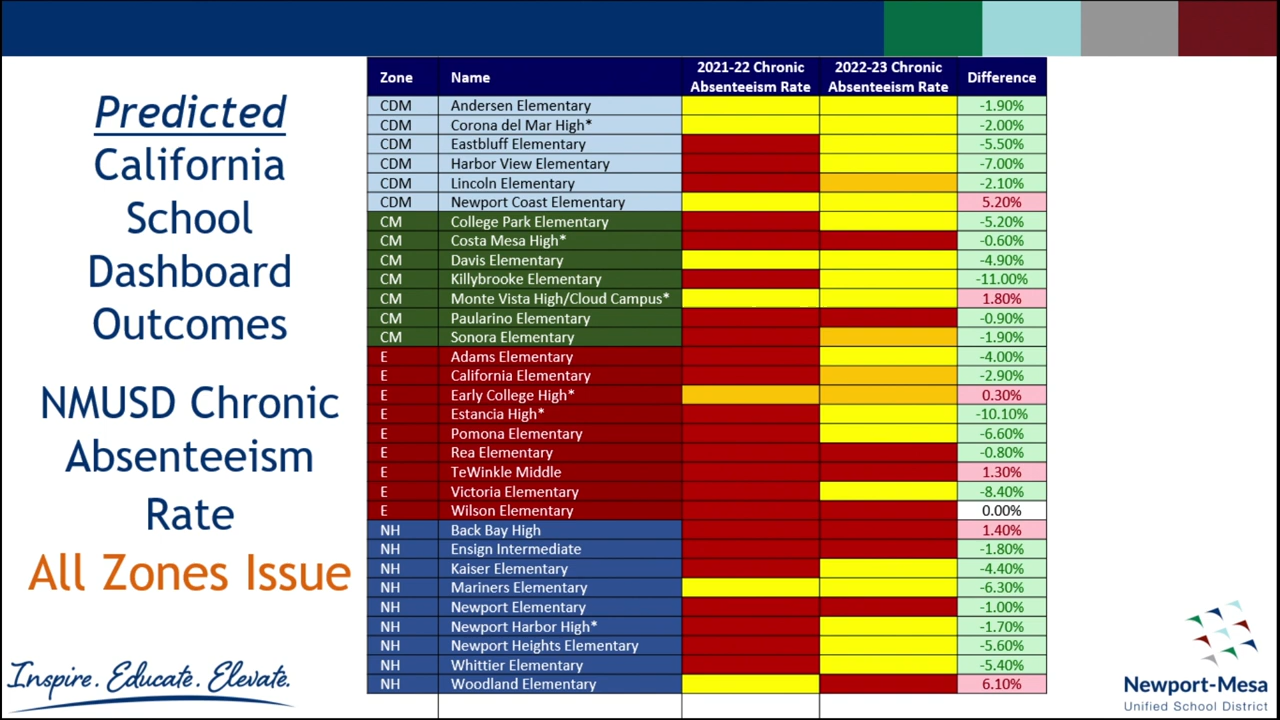 Predicted
California
School
Dashboard
Outcomes
NMUSD Chronic
Absenteeism
Rate
All Zones Issue
Inspire. Educate. Elevate.
Zone Name 2021-22 Chronic Absenteeism Rate 2022-23 Chronic Absenteeism Rate Difference
CDM Andersen Elementary -1.90%
CDM Corona del Mar High* -2.00%
CDM Eastbluff Elementary -5.50%
CDM Harbor View Elementary -7.00%
CDM Lincoln Elementary -2.10%
CDM Newport Coast Elementary 5.20%
CM College Park Elementary -5.20%
CM Costa Mesa High* -0.60%
CM Davis Elementary -4.90%
CM Killybrooke Elementary -11.00%
CM Monte Vista High/Cloud Campus* 1.80%
CM Paularino Elementary -0.90%
CM Sonora Elementary -1.90%
E Adams Elementary -4.00%
E California Elementary -2.90%
E Early College High* 0.30%
E Estancia High* -10.10%
E Pomona Elementary -6.60%
E Rea Elementary -0.80%
E TeWinkle Middle 1.30%
E Victoria Elementary -8.40%
E Wilson Elementary 0.00%
NH Back Bay High 1.40%
NH Ensign Intermediate -1.80%
NH Kaiser Elementary -4.40%
NH Mariners Elementary -6.30%
NH Newport Elementary -1.00%
NH Newport Harbor High* -1.70%
NH Newport Heights Elementary -5.60%
NH Whittier Elementary -5.40%
NH Woodland Elementary 6.10%
Newport-Mesa
Unified School District